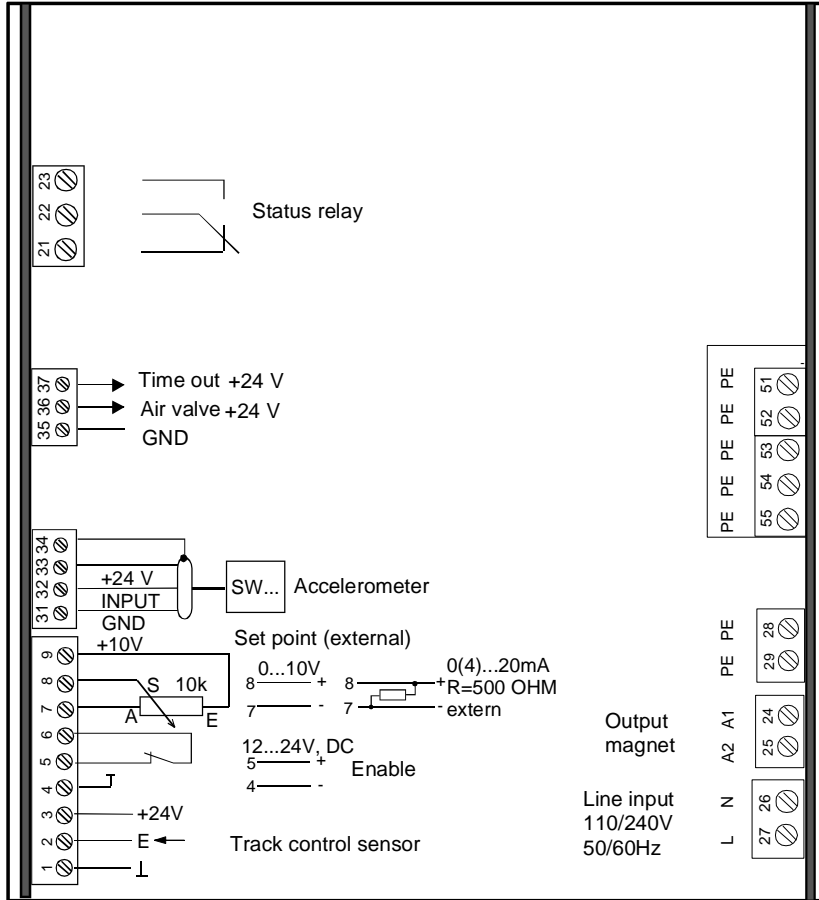 23
22
Status relay
21
37 Time out +24 V
36 Air valve +24 V
35 GND
PE 51
PE 52
PE 53
PE 54
PE 55
34
33
32 +24 V
SW... Accelerometer
31 INPUT
GND
+10V
Set point (external)
9
8 S 10k
7 A E
0...10V
8 +
7 -
8 + 0(4)...20mA
R=500 OHM
7 - extern
PE 28
PE 29
6
5
12...24V, DC
5 +
Enable
4 -
Output
magnet
A1 24
A2 25
4
3 +24V
2 E
Track control sensor
1
Line input
110/240V
50/60Hz
N 26
L 27